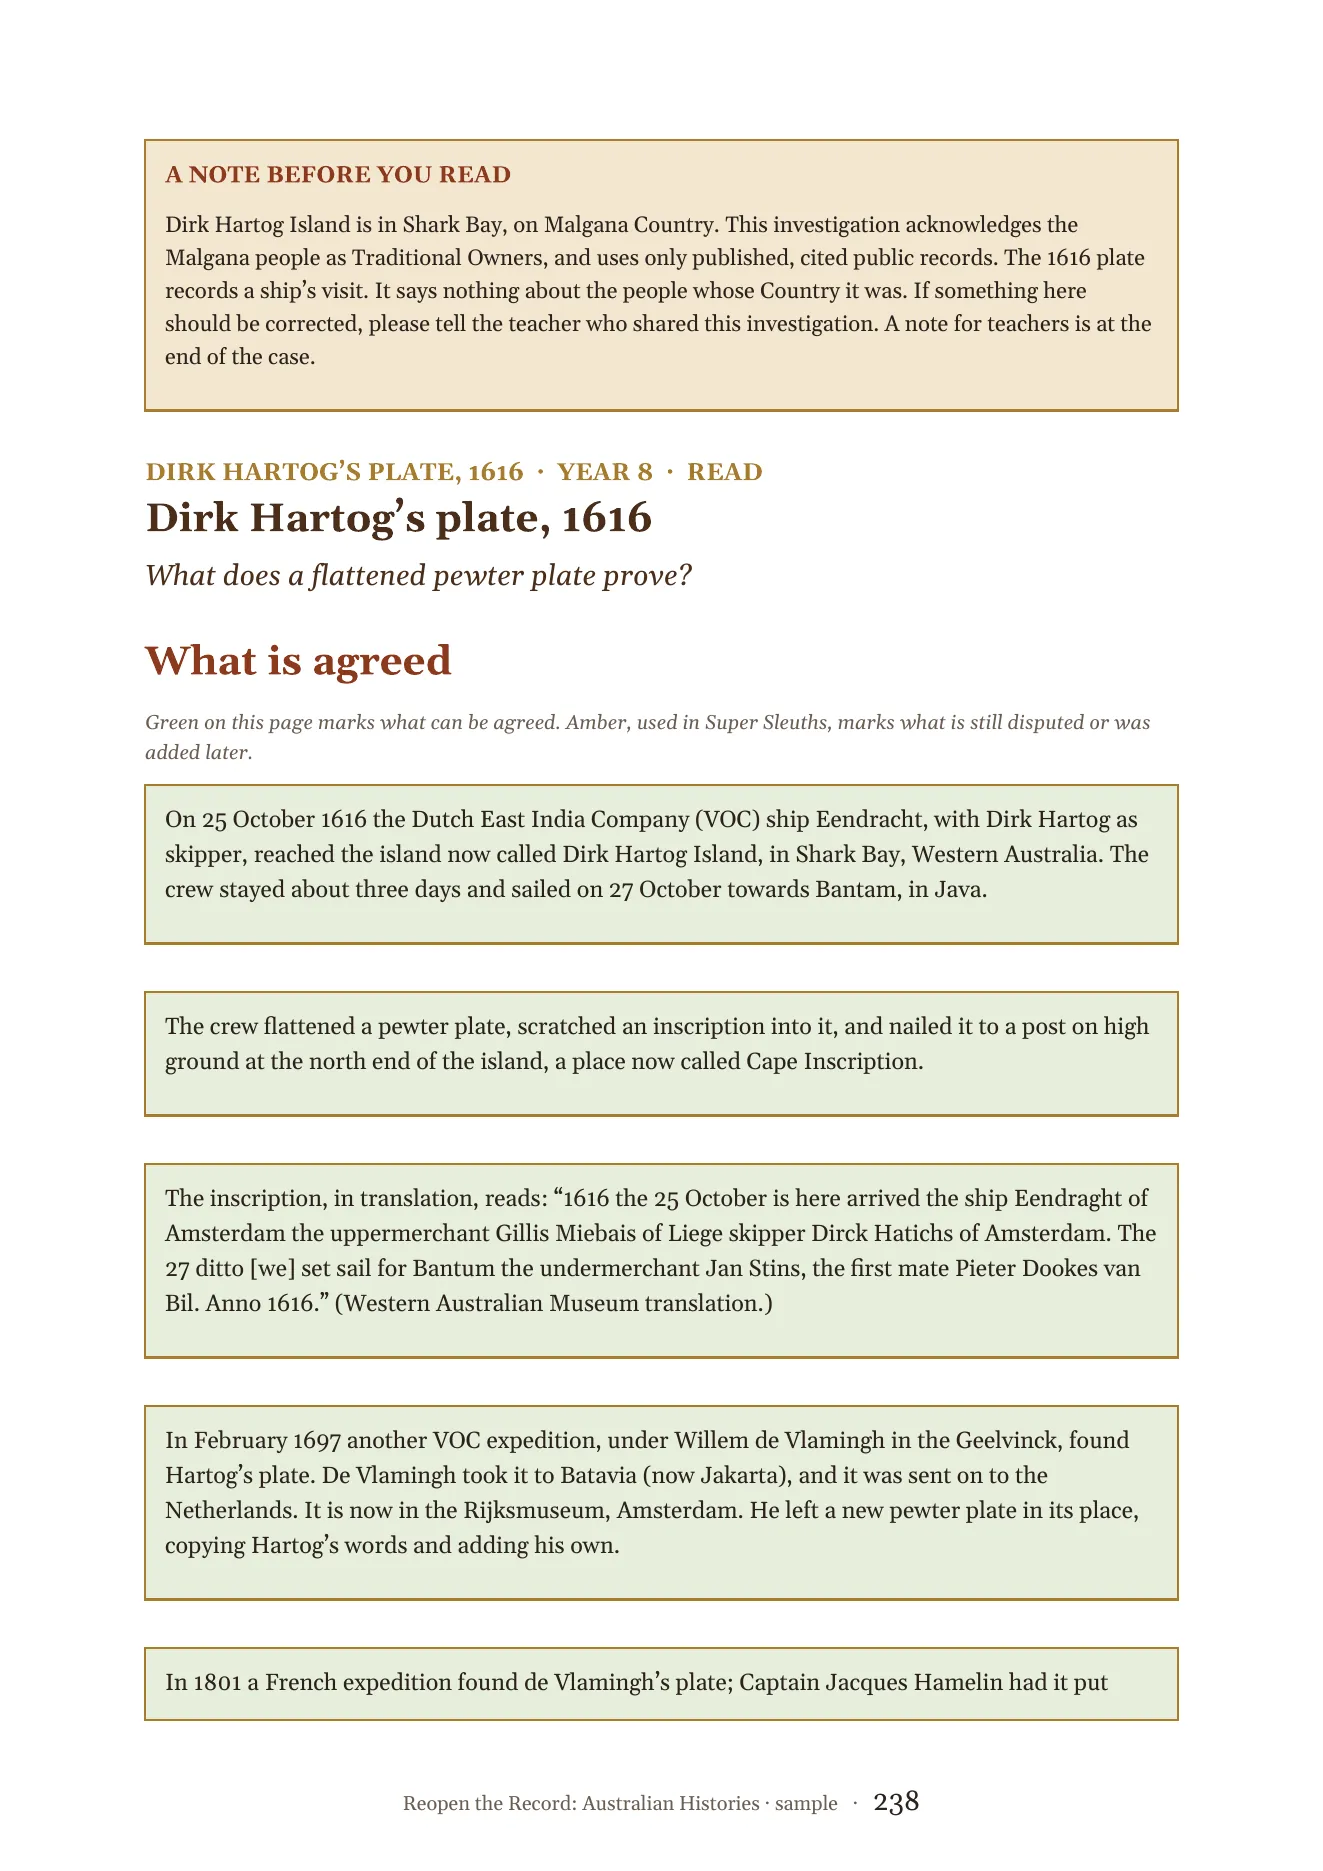 A NOTE BEFORE YOU READ
Dirk Hartog Island is in Shark Bay, on Malgana Country. This investigation acknowledges the
Malgana people as Traditional Owners, and uses only published, cited public records. The 1616 plate
records a ship’s visit. It says nothing about the people whose Country it was. If something here
should be corrected, please tell the teacher who shared this investigation. A note for teachers is at the
end of the case.
DIRK HARTOG’S PLATE, 1616 · YEAR 8 · READ
Dirk Hartog’s plate, 1616
What does a flattened pewter plate prove?
What is agreed
Green on this page marks what can be agreed. Amber, used in Super Sleuths, marks what is still disputed or was
added later.
On 25 October 1616 the Dutch East India Company (VOC) ship Eendracht, with Dirk Hartog as
skipper, reached the island now called Dirk Hartog Island, in Shark Bay, Western Australia. The
crew stayed about three days and sailed on 27 October towards Bantam, in Java.
The crew flattened a pewter plate, scratched an inscription into it, and nailed it to a post on high
ground at the north end of the island, a place now called Cape Inscription.
The inscription, in translation, reads: “1616 the 25 October is here arrived the ship Eendraght of
Amsterdam the uppermerchant Gillis Miebais of Liege skipper Dirck Hatichs of Amsterdam. The
27 ditto [we] set sail for Bantum the undermerchant Jan Stins, the first mate Pieter Dookes van
Bil. Anno 1616.” (Western Australian Museum translation.)
In February 1697 another VOC expedition, under Willem de Vlamingh in the Geelvinck, found
Hartog’s plate. De Vlamingh took it to Batavia (now Jakarta), and it was sent on to the
Netherlands. It is now in the Rijksmuseum, Amsterdam. He left a new pewter plate in its place,
copying Hartog’s words and adding his own.
In 1801 a French expedition found de Vlamingh’s plate; Captain Jacques Hamelin had it put
Reopen the Record: Australian Histories · sample · 238